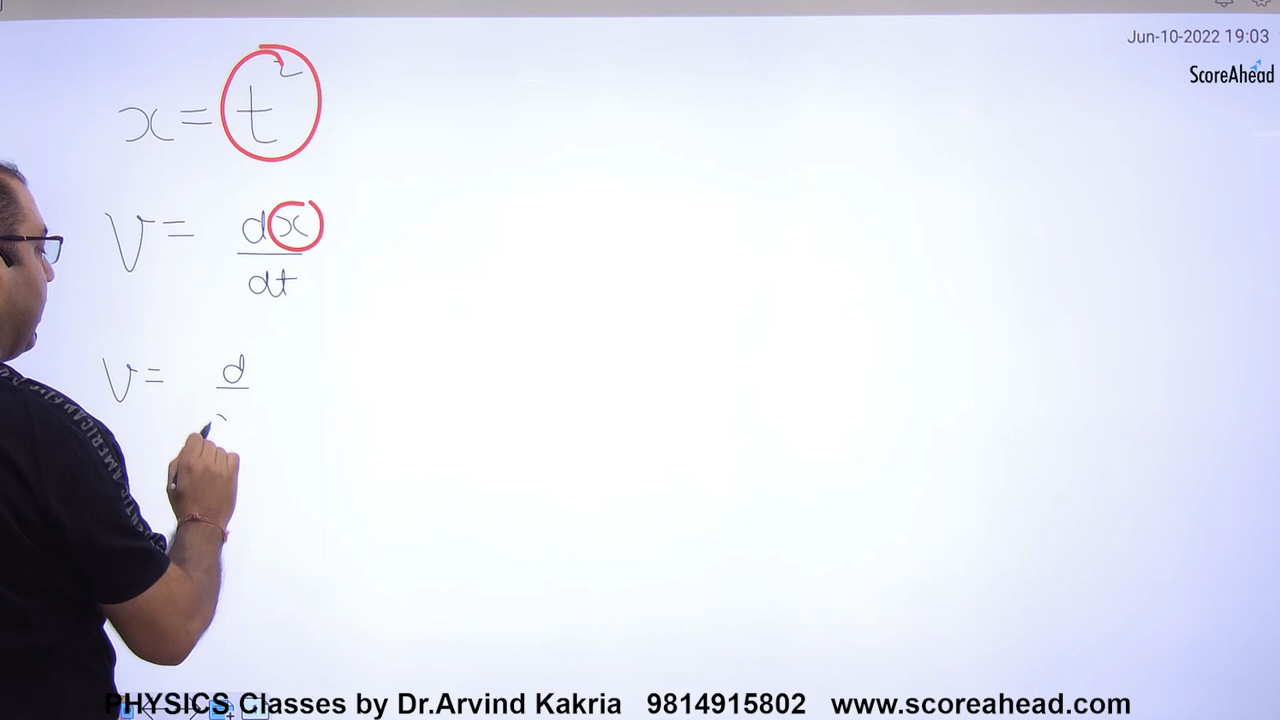 Jun-10-2022 19:03
ScoreAhead
x = t²
V = dx
dt
V = d
PHYSICS Classes by Dr.Arvind Kakria 9814915802 www.scoreahead.com